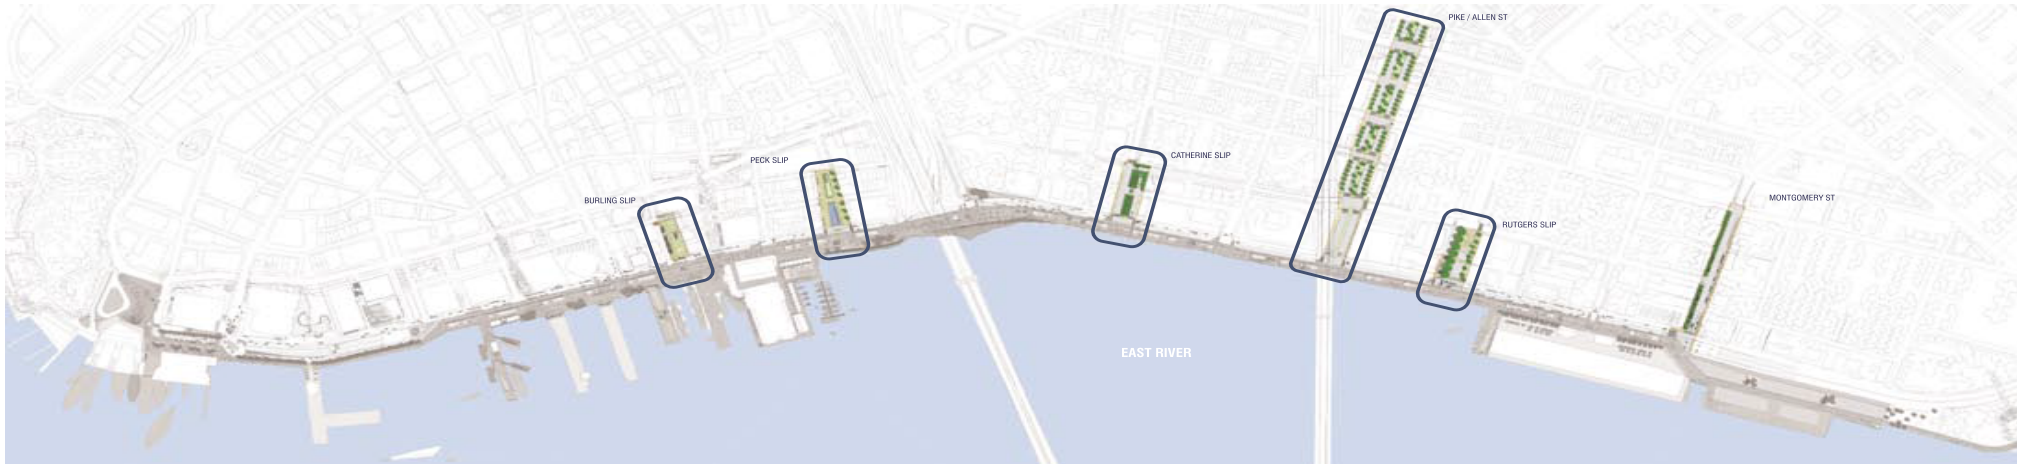 PIKE / ALLEN ST
PECK SLIP
CATHERINE SLIP
BURLING SLIP
MONTGOMERY ST
RUTGERS SLIP
EAST RIVER